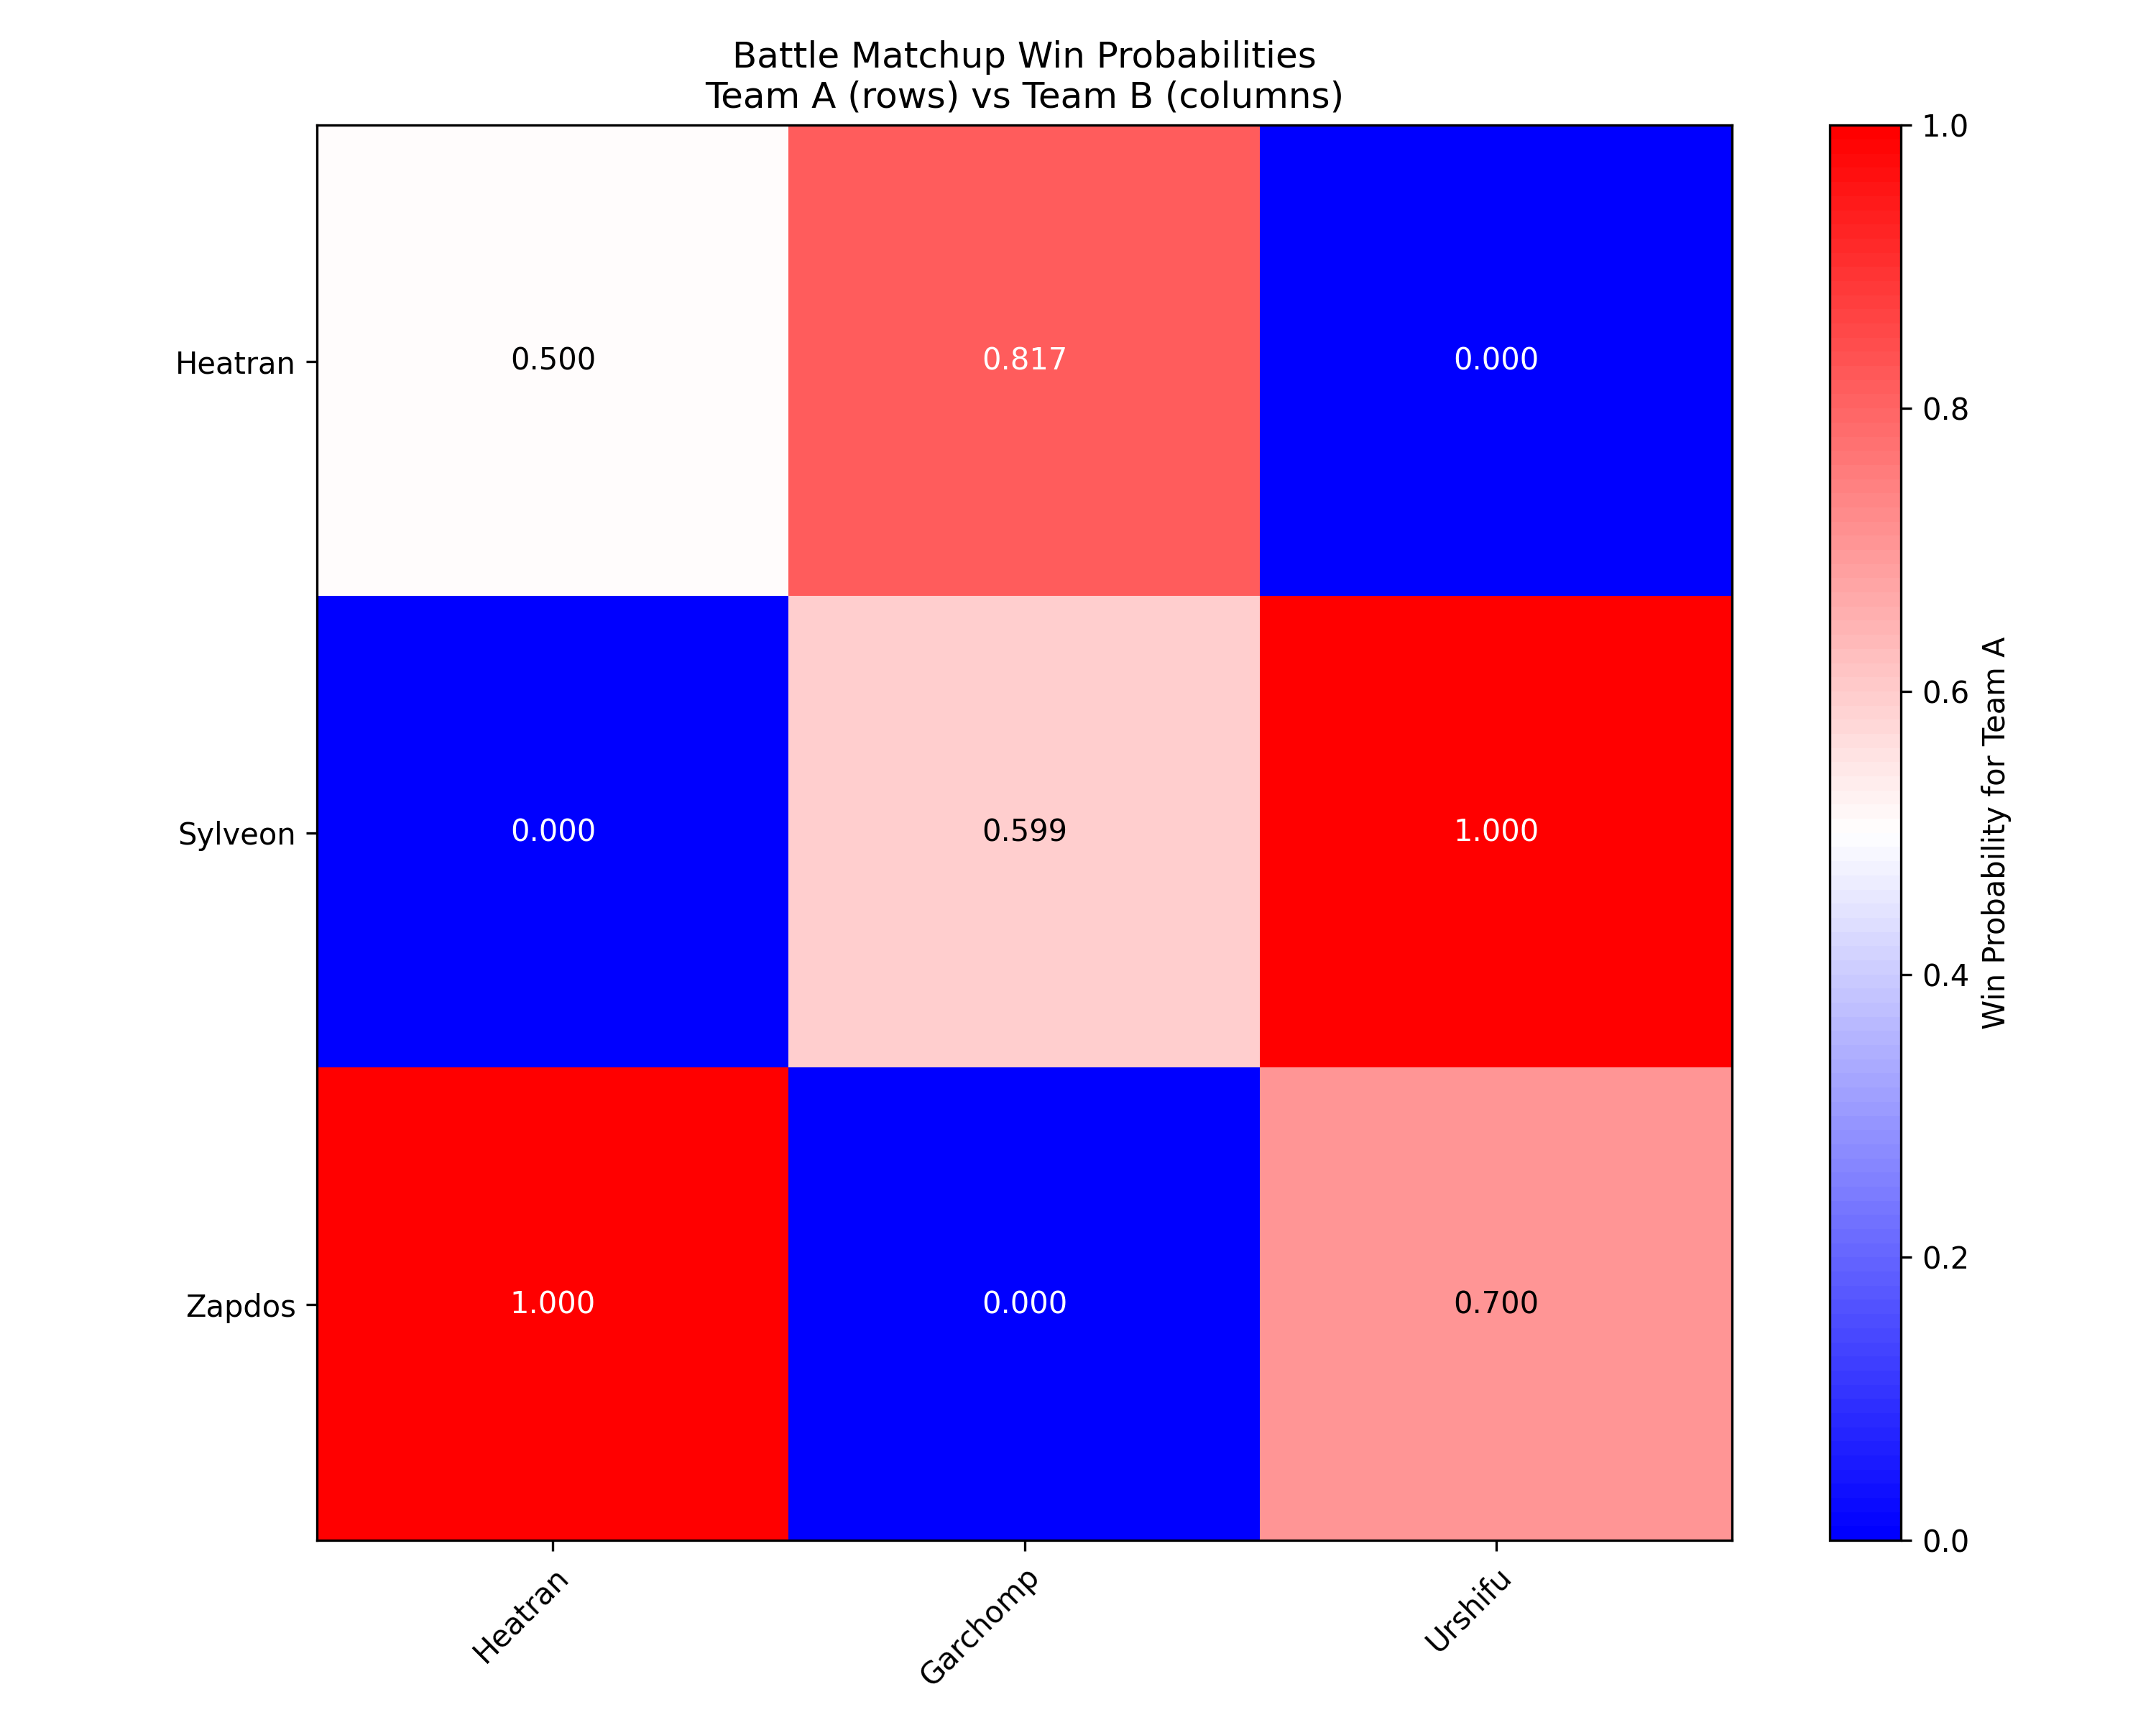 Battle Matchup Win Probabilities
Team A (rows) vs Team B (columns)
Heatran
0.500
0.817
0.000
Sylveon
0.000
0.599
1.000
Zapdos
1.000
0.000
0.700
Heatran
Garchomp
Urshifu
1.0
0.8
0.6
0.4
0.2
0.0
Win Probability for Team A